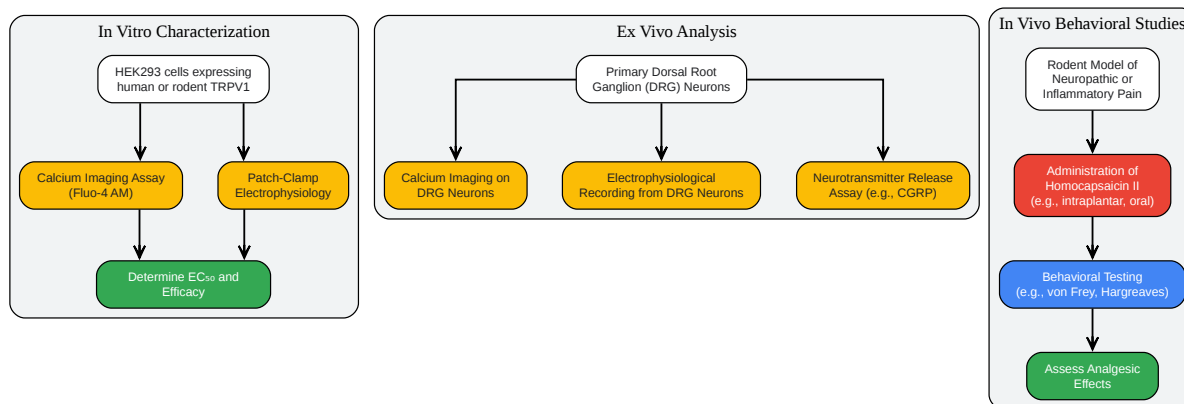 In Vitro Characterization
HEK293 cells expressing
human or rodent TRPV1
Calcium Imaging Assay
(Fluo-4 AM)
Patch-Clamp
Electrophysiology
Determine EC₅₀ and
Efficacy
Ex Vivo Analysis
Primary Dorsal Root
Ganglion (DRG) Neurons
Calcium Imaging on
DRG Neurons
Electrophysiological
Recording from DRG Neurons
Neurotransmitter Release
Assay (e.g., CGRP)
In Vivo Behavioral Studies
Rodent Model of
Neuropathic or
Inflammatory Pain
Administration of
Homocapsaicin II
(e.g., intraplantar, oral)
Behavioral Testing
(e.g., von Frey, Hargreaves)
Assess Analgesic
Effects